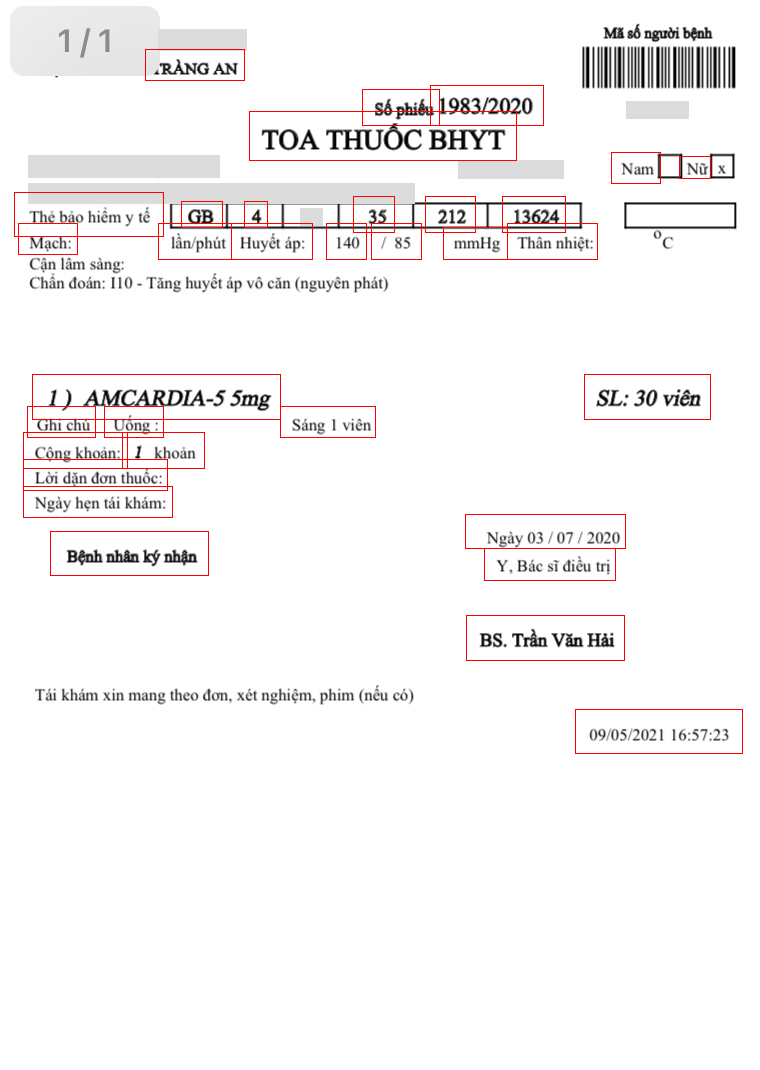 1/1
Mã số người bệnh
TRÀNG AN
Số phiếu 1983/2020
TOA THUỐC BHYT
Nam Nữ x
Thẻ bảo hiểm y tế GB 4 35 212 13624
Mạch: lần/phút Huyết áp: 140 / 85 mmHg Thân nhiệt: °C
Cận lâm sàng:
Chẩn đoán: I10 - Tăng huyết áp vô căn (nguyên phát)
1 ) AMCARDIA-5 5mg SL: 30 viên
Ghi chú Uống : Sáng 1 viên
Cộng khoản: 1 khoản
Lời dặn đơn thuốc:
Ngày hẹn tái khám:
Ngày 03 / 07 / 2020
Bệnh nhân ký nhận Y, Bác sĩ điều trị
BS. Trần Văn Hải
Tái khám xin mang theo đơn, xét nghiệm, phim (nếu có)
09/05/2021 16:57:23